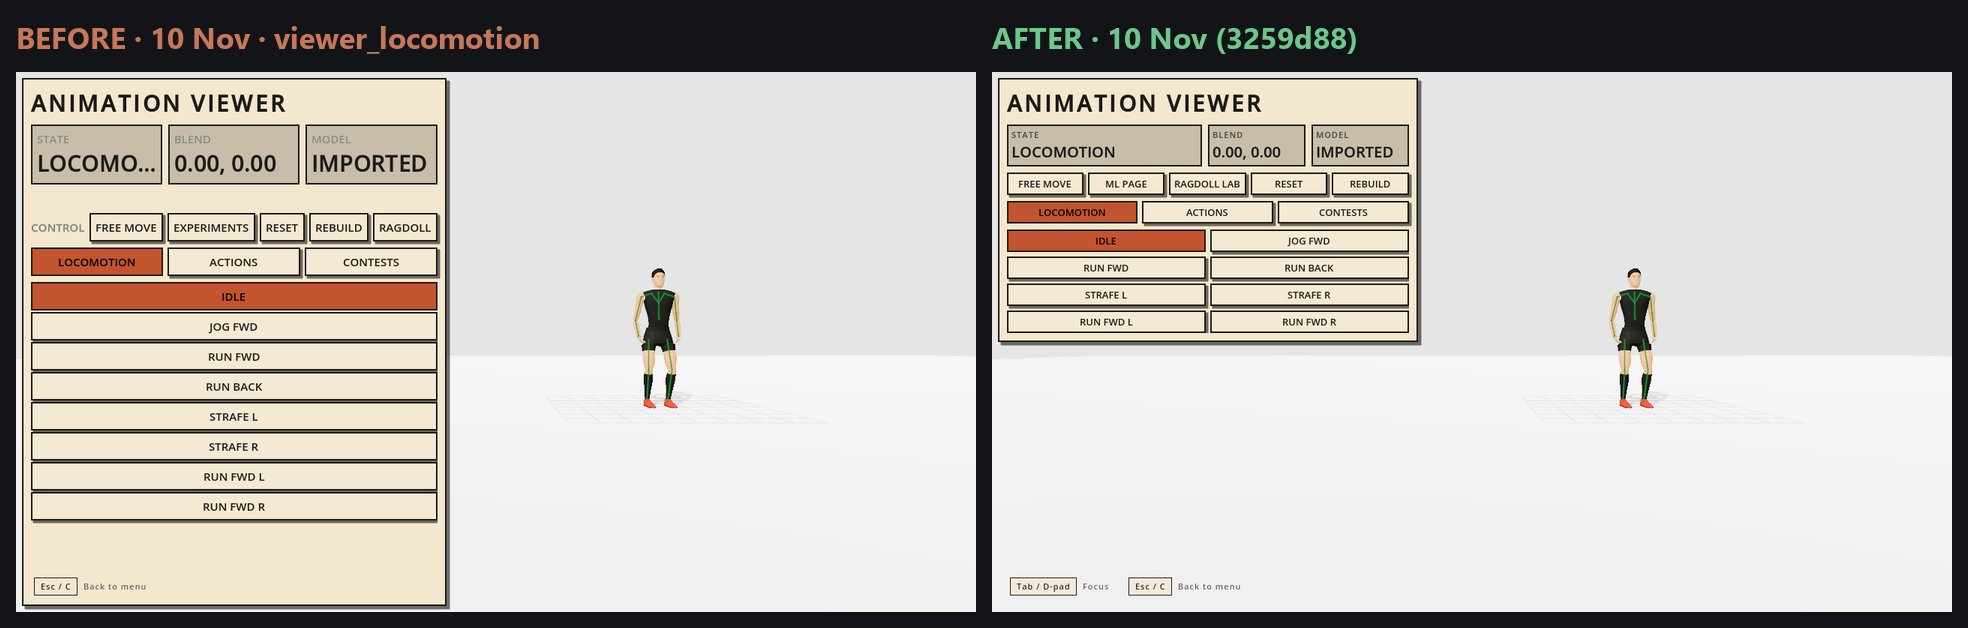 BEFORE · 10 Nov · viewer_locomotion
ANIMATION VIEWER
STATE BLEND MODEL
LOCOMO... 0.00, 0.00 IMPORTED
CONTROL FREE MOVE EXPERIMENTS RESET REBUILD RAGDOLL
LOCOMOTION ACTIONS CONTESTS
IDLE
JOG FWD
RUN FWD
RUN BACK
STRAFE L
STRAFE R
RUN FWD L
RUN FWD R
Esc / C Back to menu
AFTER · 10 Nov (3259d88)
ANIMATION VIEWER
STATE BLEND MODEL
LOCOMOTION 0.00, 0.00 IMPORTED
FREE MOVE ML PAGE RAGDOLL LAB RESET REBUILD
LOCOMOTION ACTIONS CONTESTS
IDLE JOG FWD
RUN FWD RUN BACK
STRAFE L STRAFE R
RUN FWD L RUN FWD R
Tab / D-pad Focus Esc / C Back to menu